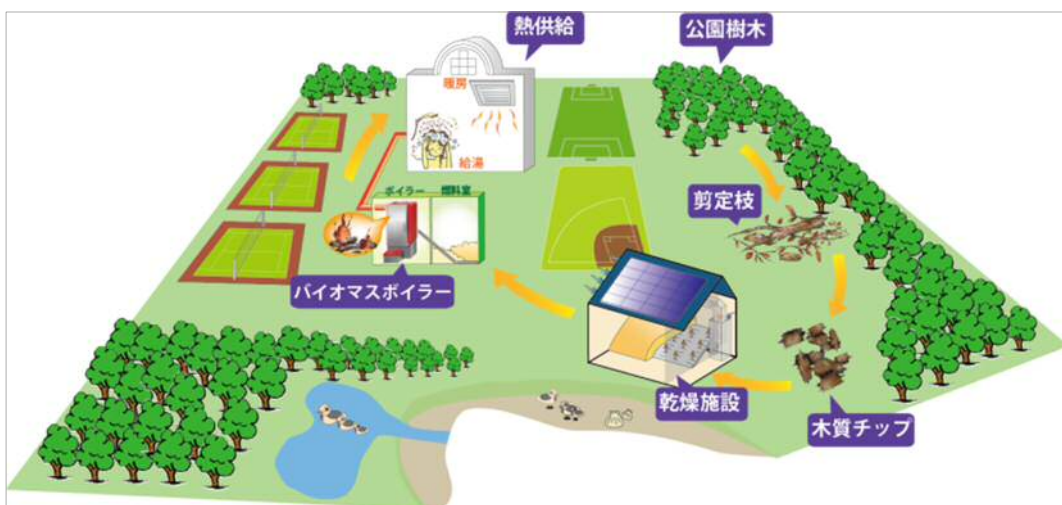 熱供給
公園樹木
暖房
給湯
剪定枝
ボイラー 燃料室
バイオマスボイラー
乾燥施設
木質チップ